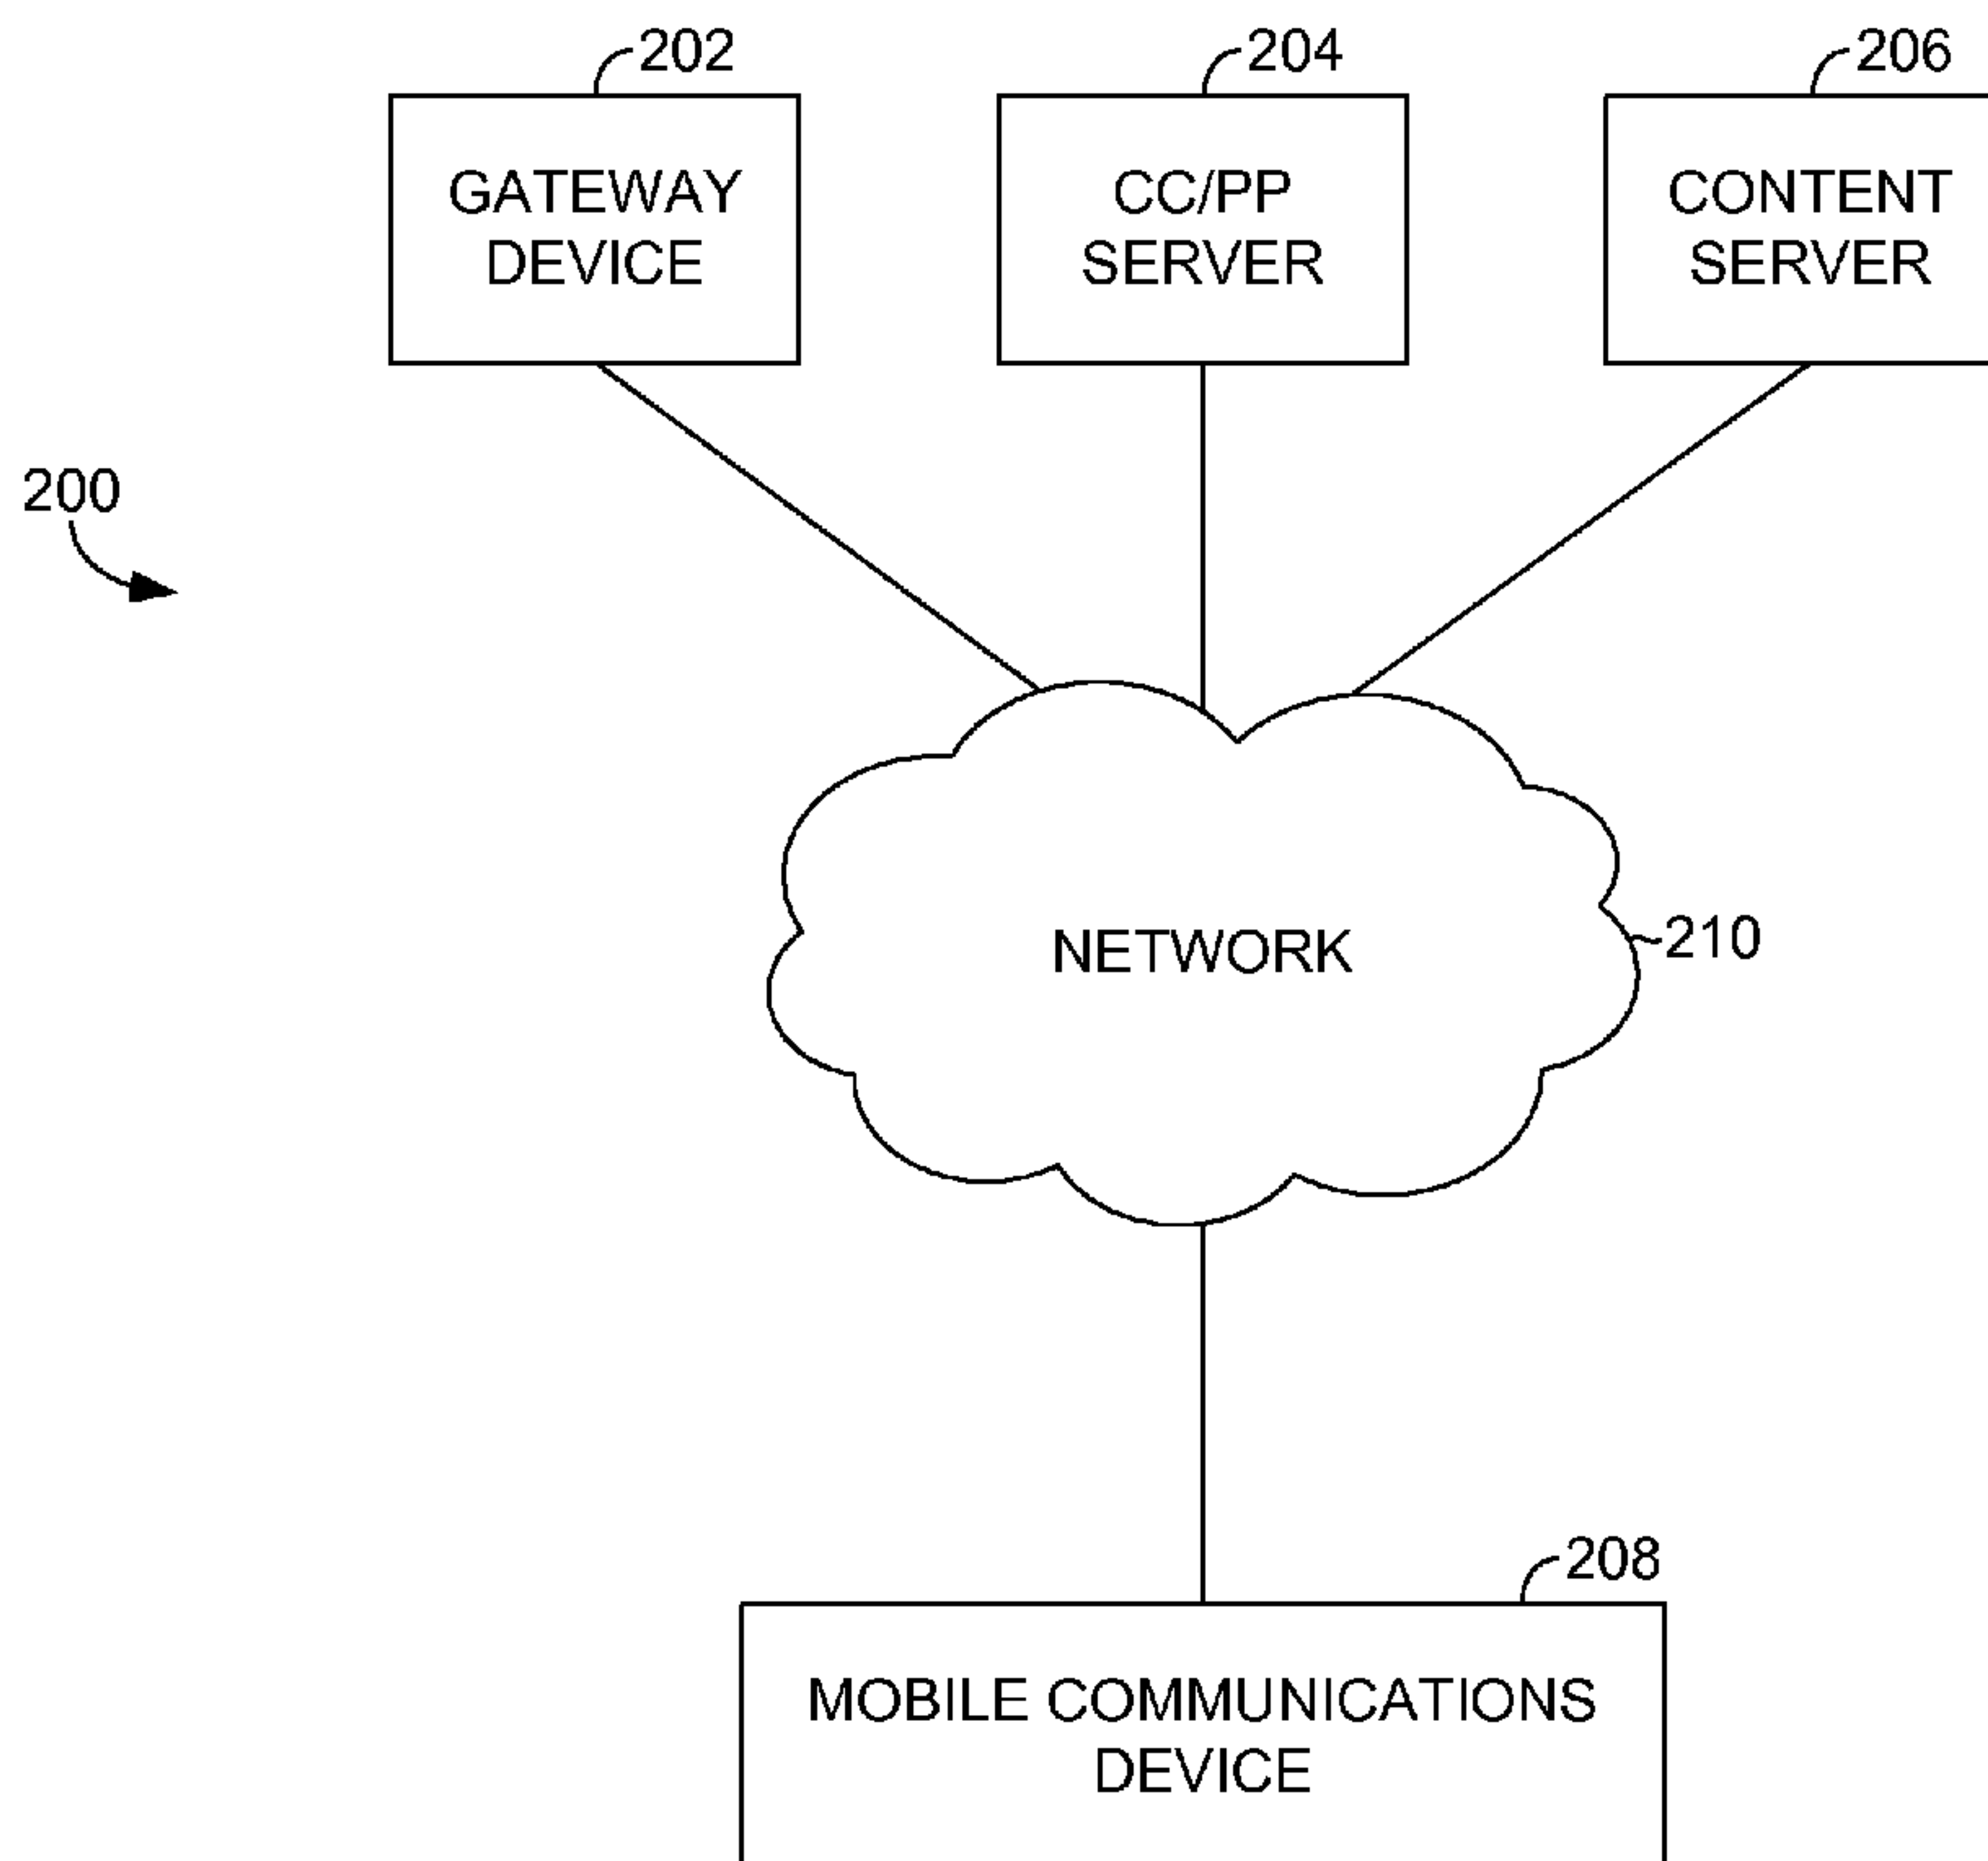 202
204
206
GATEWAY
DEVICE
CC/PP
SERVER
CONTENT
SERVER
200
NETWORK
210
208
MOBILE COMMUNICATIONS
DEVICE